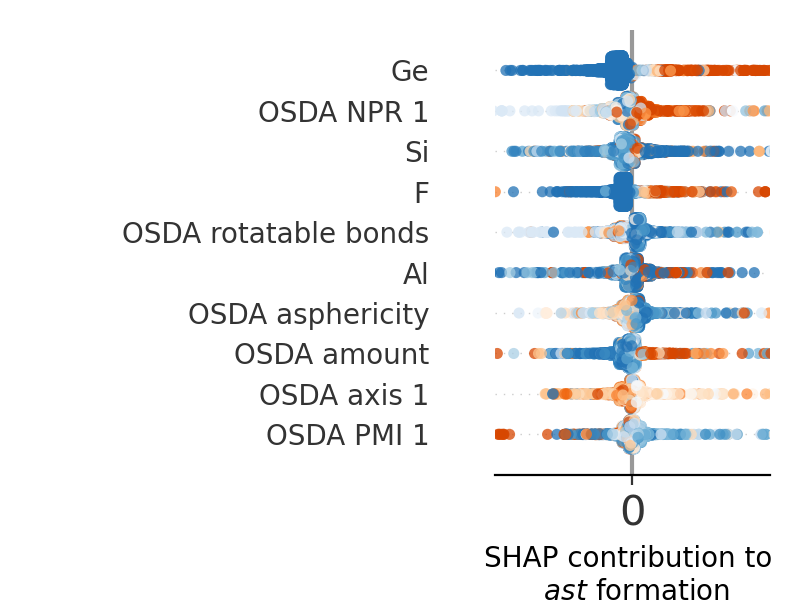 Ge
OSDA NPR 1
Si
F
OSDA rotatable bonds
Al
OSDA asphericity
OSDA amount
OSDA axis 1
OSDA PMI 1
0
SHAP contribution to
ast formation